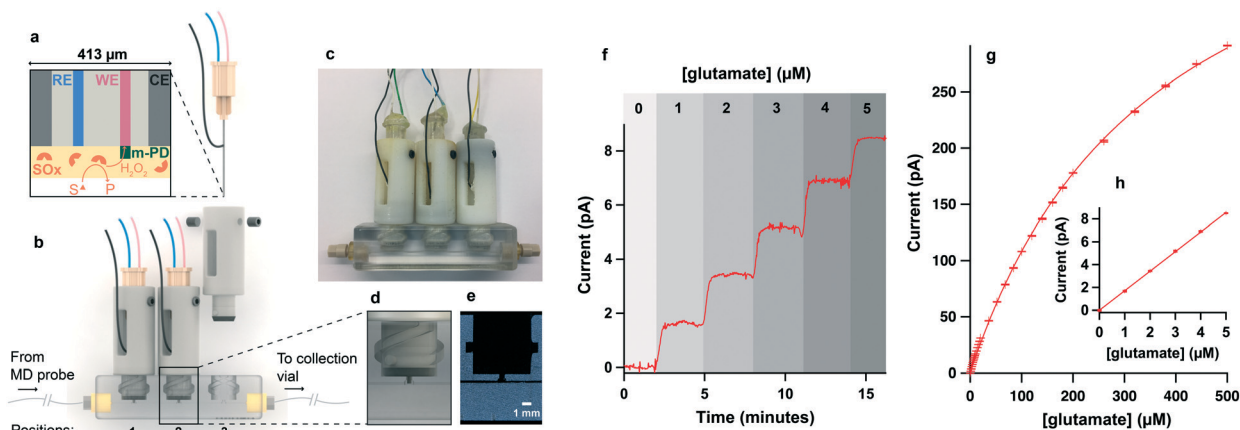 a
413 μm
RE
WE
CE
SOx
m-PD
H₂O₂
S
P
b
From
MD probe
To collection
vial
Positions:
c
d
e
1 mm
f
[glutamate] (μM)
0 1 2 3 4 5
Current (pA)
8
6
4
2
0
0 5 10 15
Time (minutes)
g
Current (pA)
250
200
150
100
50
0
0 100 200 300 400 500
[glutamate] (μM)
h
Current (pA)
8
6
4
2
0
0 1 2 3 4 5
[glutamate] (μM)